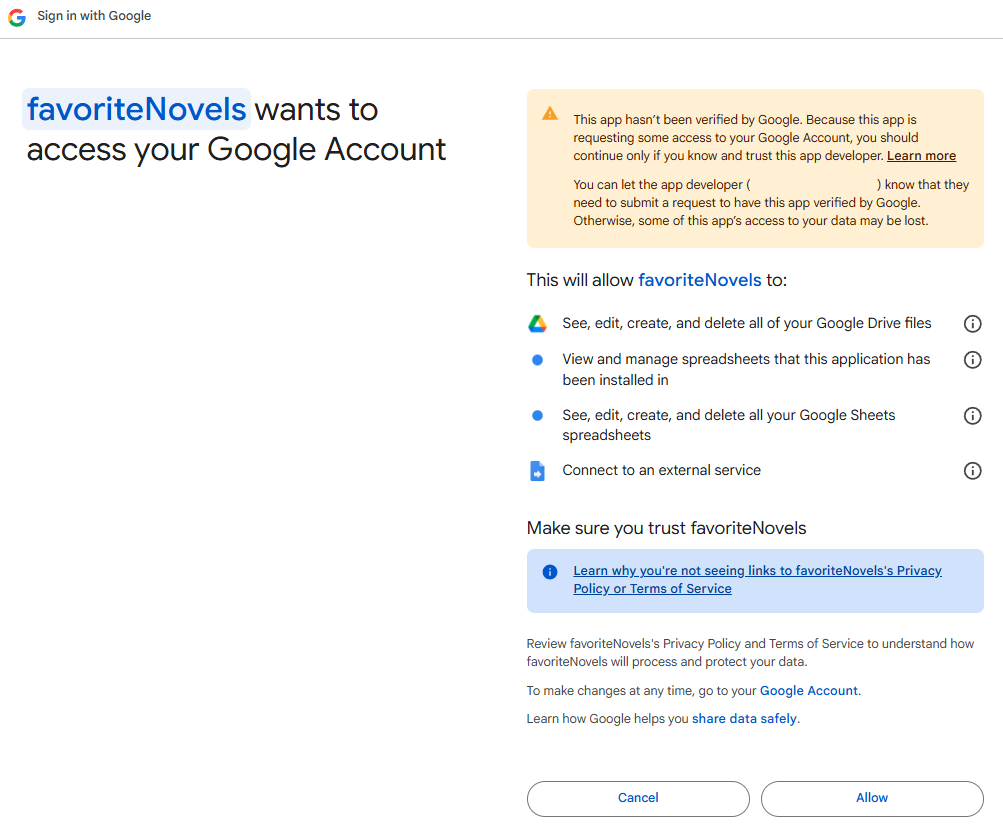 Sign in with Google
favoriteNovels wants to
access your Google Account
This app hasn’t been verified by Google. Because this app is
requesting some access to your Google Account, you should
continue only if you know and trust this app developer. Learn more
You can let the app developer ( ) know that they
need to submit a request to have this app verified by Google.
Otherwise, some of this app’s access to your data may be lost.
This will allow favoriteNovels to:
See, edit, create, and delete all of your Google Drive files
View and manage spreadsheets that this application has
been installed in
See, edit, create, and delete all your Google Sheets
spreadsheets
Connect to an external service
Make sure you trust favoriteNovels
Learn why you're not seeing links to favoriteNovels's Privacy
Policy or Terms of Service
Review favoriteNovels's Privacy Policy and Terms of Service to understand how
favoriteNovels will process and protect your data.
To make changes at any time, go to your Google Account.
Learn how Google helps you share data safely.
Cancel
Allow